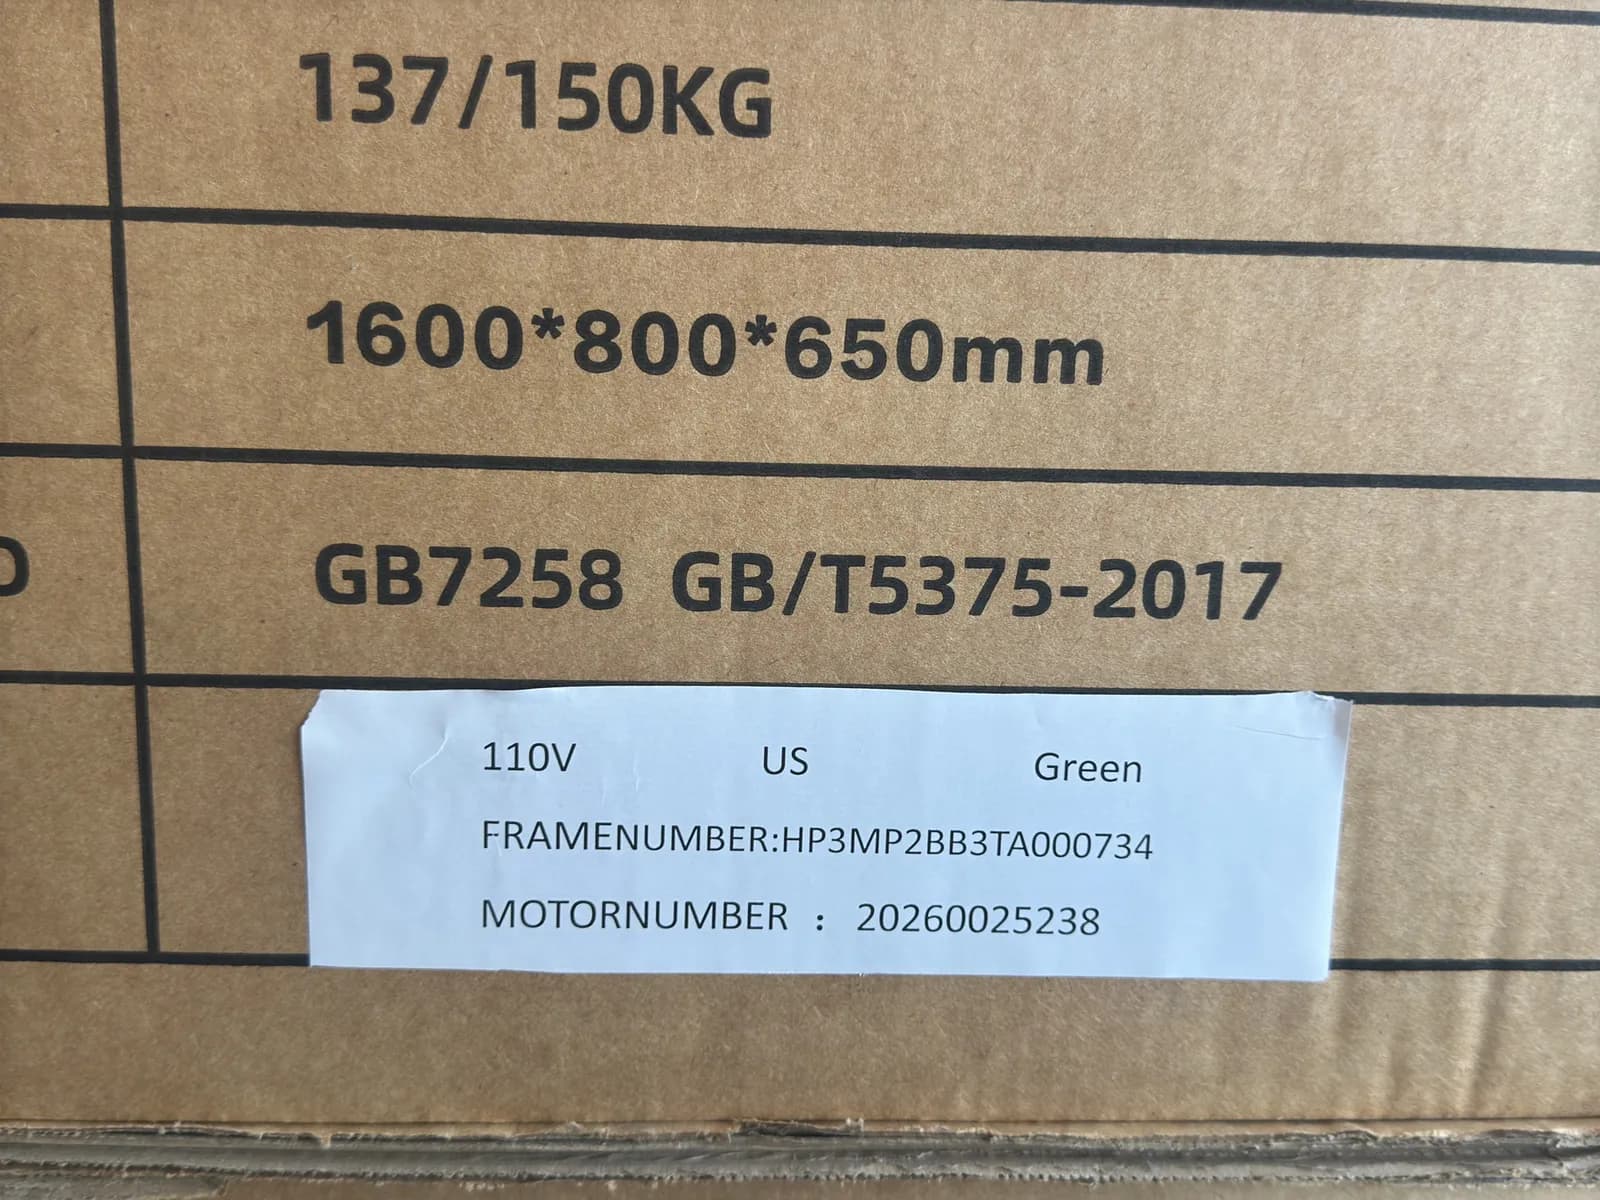 137/150KG
1600*800*650mm
D
GB7258 GB/T5375-2017
110V US Green
FRAMENUMBER:HP3MP2BB3TA000734
MOTORNUMBER : 20260025238